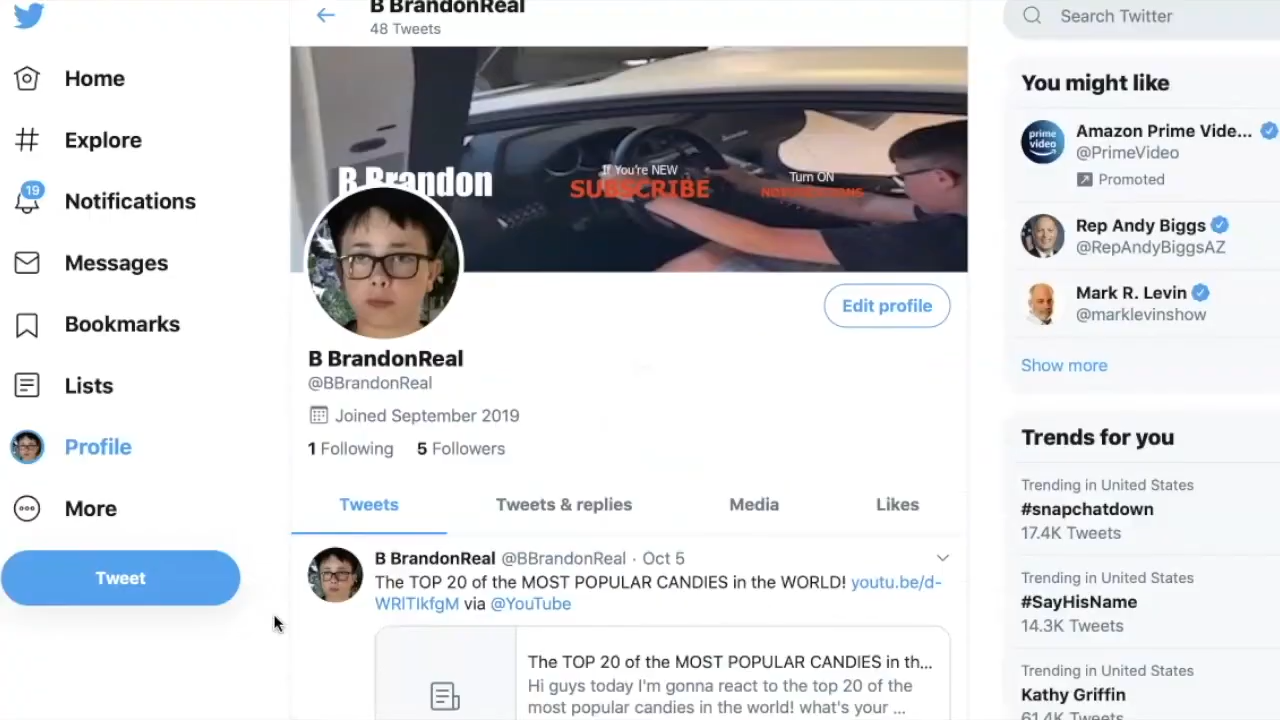 B BrandonReal
48 Tweets
Search Twitter
Home
Explore
19
Notifications
Messages
Bookmarks
Lists
Profile
More
Tweet
B Brandon
If You're NEW
SUBSCRIBE
Turn ON
NOTIFICATIONS
Edit profile
B BrandonReal
@BBrandonReal
Joined September 2019
1 Following 5 Followers
Tweets Tweets & replies Media Likes
B BrandonReal @BBrandonReal · Oct 5
The TOP 20 of the MOST POPULAR CANDIES in the WORLD! youtu.be/d-
WRlTIkfgM via @YouTube
The TOP 20 of the MOST POPULAR CANDIES in th...
Hi guys today I'm gonna react to the top 20 of the
most popular candies in the world! what's your ...
You might like
prime
video
Amazon Prime Vide...
@PrimeVideo
Promoted
Rep Andy Biggs
@RepAndyBiggsAZ
Mark R. Levin
@marklevinshow
Show more
Trends for you
Trending in United States
#snapchatdown
17.4K Tweets
Trending in United States
#SayHisName
14.3K Tweets
Trending in United States
Kathy Griffin
61.4K Tweets